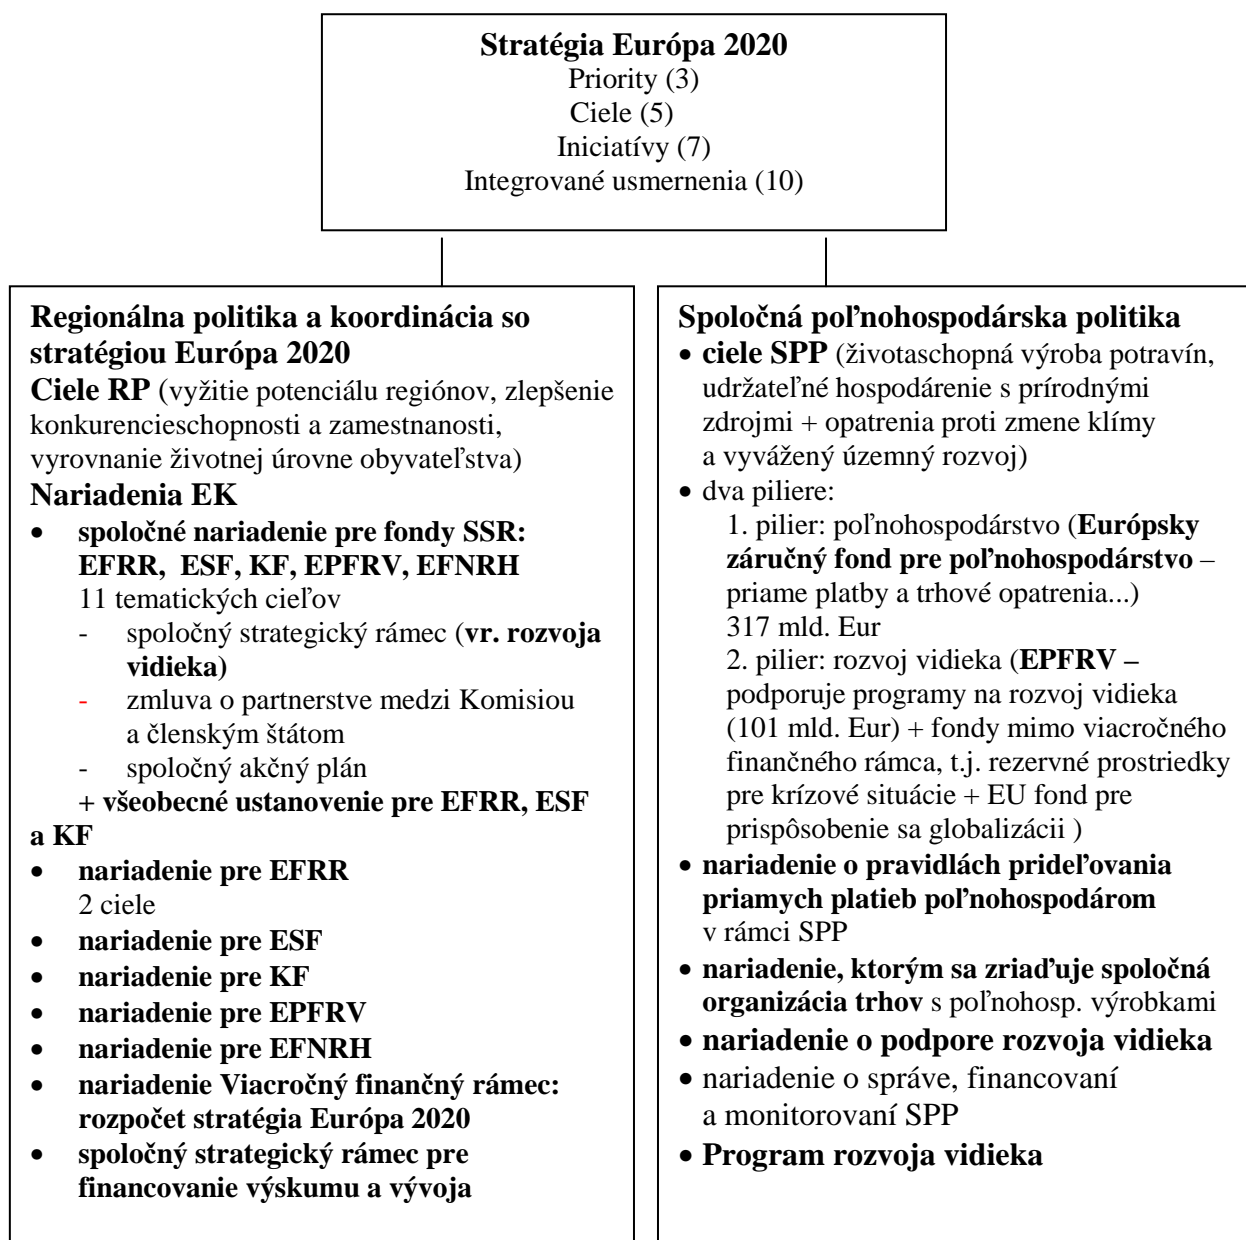 Stratégia Európa 2020
Priority (3)
Ciele (5)
Iniciatívy (7)
Integrované usmernenia (10)
Regionálna politika a koordinácia so
stratégiou Európa 2020
Ciele RP (vyžitie potenciálu regiónov, zlepšenie
konkurencieschopnosti a zamestnanosti,
vyrovnanie životnej úrovne obyvateľstva)
Nariadenia EK
• spoločné nariadenie pre fondy SSR:
EFRR, ESF, KF, EPFRV, EFNRH
11 tematických cieľov
- spoločný strategický rámec (vr. rozvoja
vidieka)
- zmluva o partnerstve medzi Komisiou
a členským štátom
- spoločný akčný plán
+ všeobecné ustanovenie pre EFRR, ESF
a KF
• nariadenie pre EFRR
2 ciele
• nariadenie pre ESF
• nariadenie pre KF
• nariadenie pre EPFRV
• nariadenie pre EFNRH
• nariadenie Viacročný finančný rámec:
rozpočet stratégia Európa 2020
• spoločný strategický rámec pre
financovanie výskumu a vývoja
Spoločná poľnohospodárska politika
• ciele SPP (životaschopná výroba potravín,
udržateľné hospodárenie s prírodnými
zdrojmi + opatrenia proti zmene klímy
a vyvážený územný rozvoj)
• dva piliere:
1. pilier: poľnohospodárstvo (Európsky
záručný fond pre poľnohospodárstvo –
priame platby a trhové opatrenia...)
317 mld. Eur
2. pilier: rozvoj vidieka (EPFRV –
podporuje programy na rozvoj vidieka
(101 mld. Eur) + fondy mimo viacročného
finančného rámca, t.j. rezervné prostriedky
pre krízové situácie + EU fond pre
prispôsobenie sa globalizácii )
• nariadenie o pravidlách prideľovania
priamych platieb poľnohospodárom
v rámci SPP
• nariadenie, ktorým sa zriaďuje spoločná
organizácia trhov s poľnohosp. výrobkami
• nariadenie o podpore rozvoja vidieka
• nariadenie o správe, financovaní
a monitorovaní SPP
• Program rozvoja vidieka